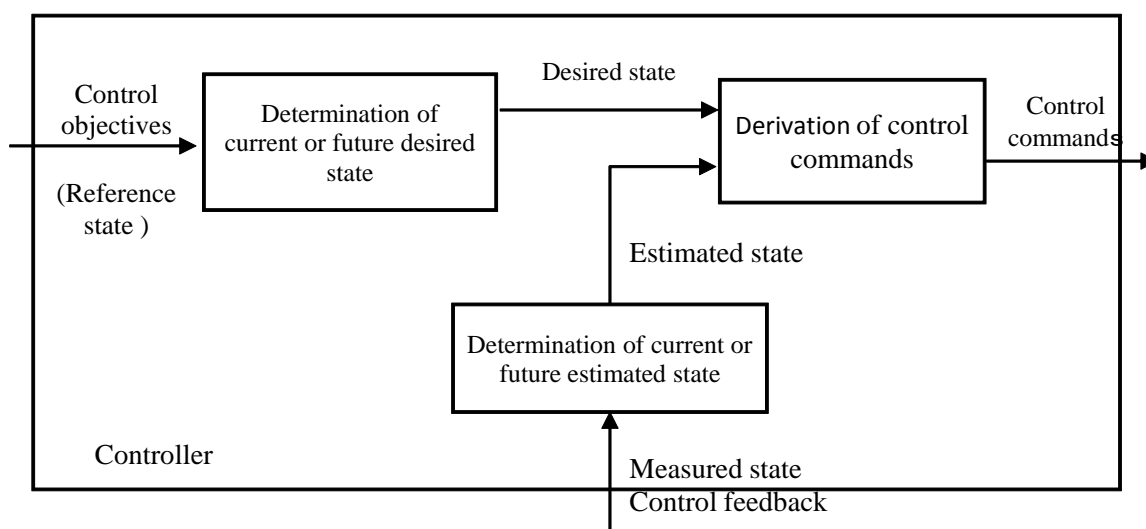 Control
objectives
(Reference
state )
Determination of
current or future desired
state
Desired state
Derivation of control
commands
Control
commands
Estimated state
Determination of current or
future estimated state
Controller
Measured state
Control feedback